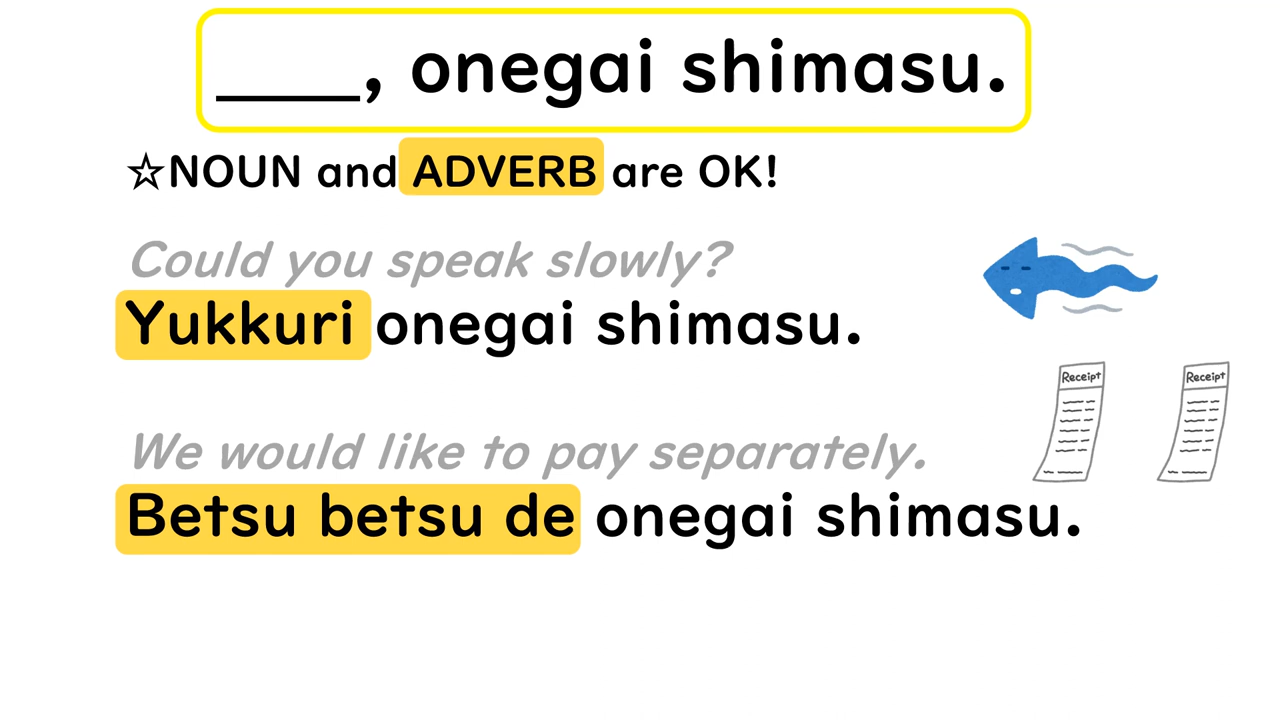 ____, onegai shimasu.
☆NOUN and ADVERB are OK!
Could you speak slowly?
Yukkuri onegai shimasu.
Receipt Receipt
We would like to pay separately.
Betsu betsu de onegai shimasu.